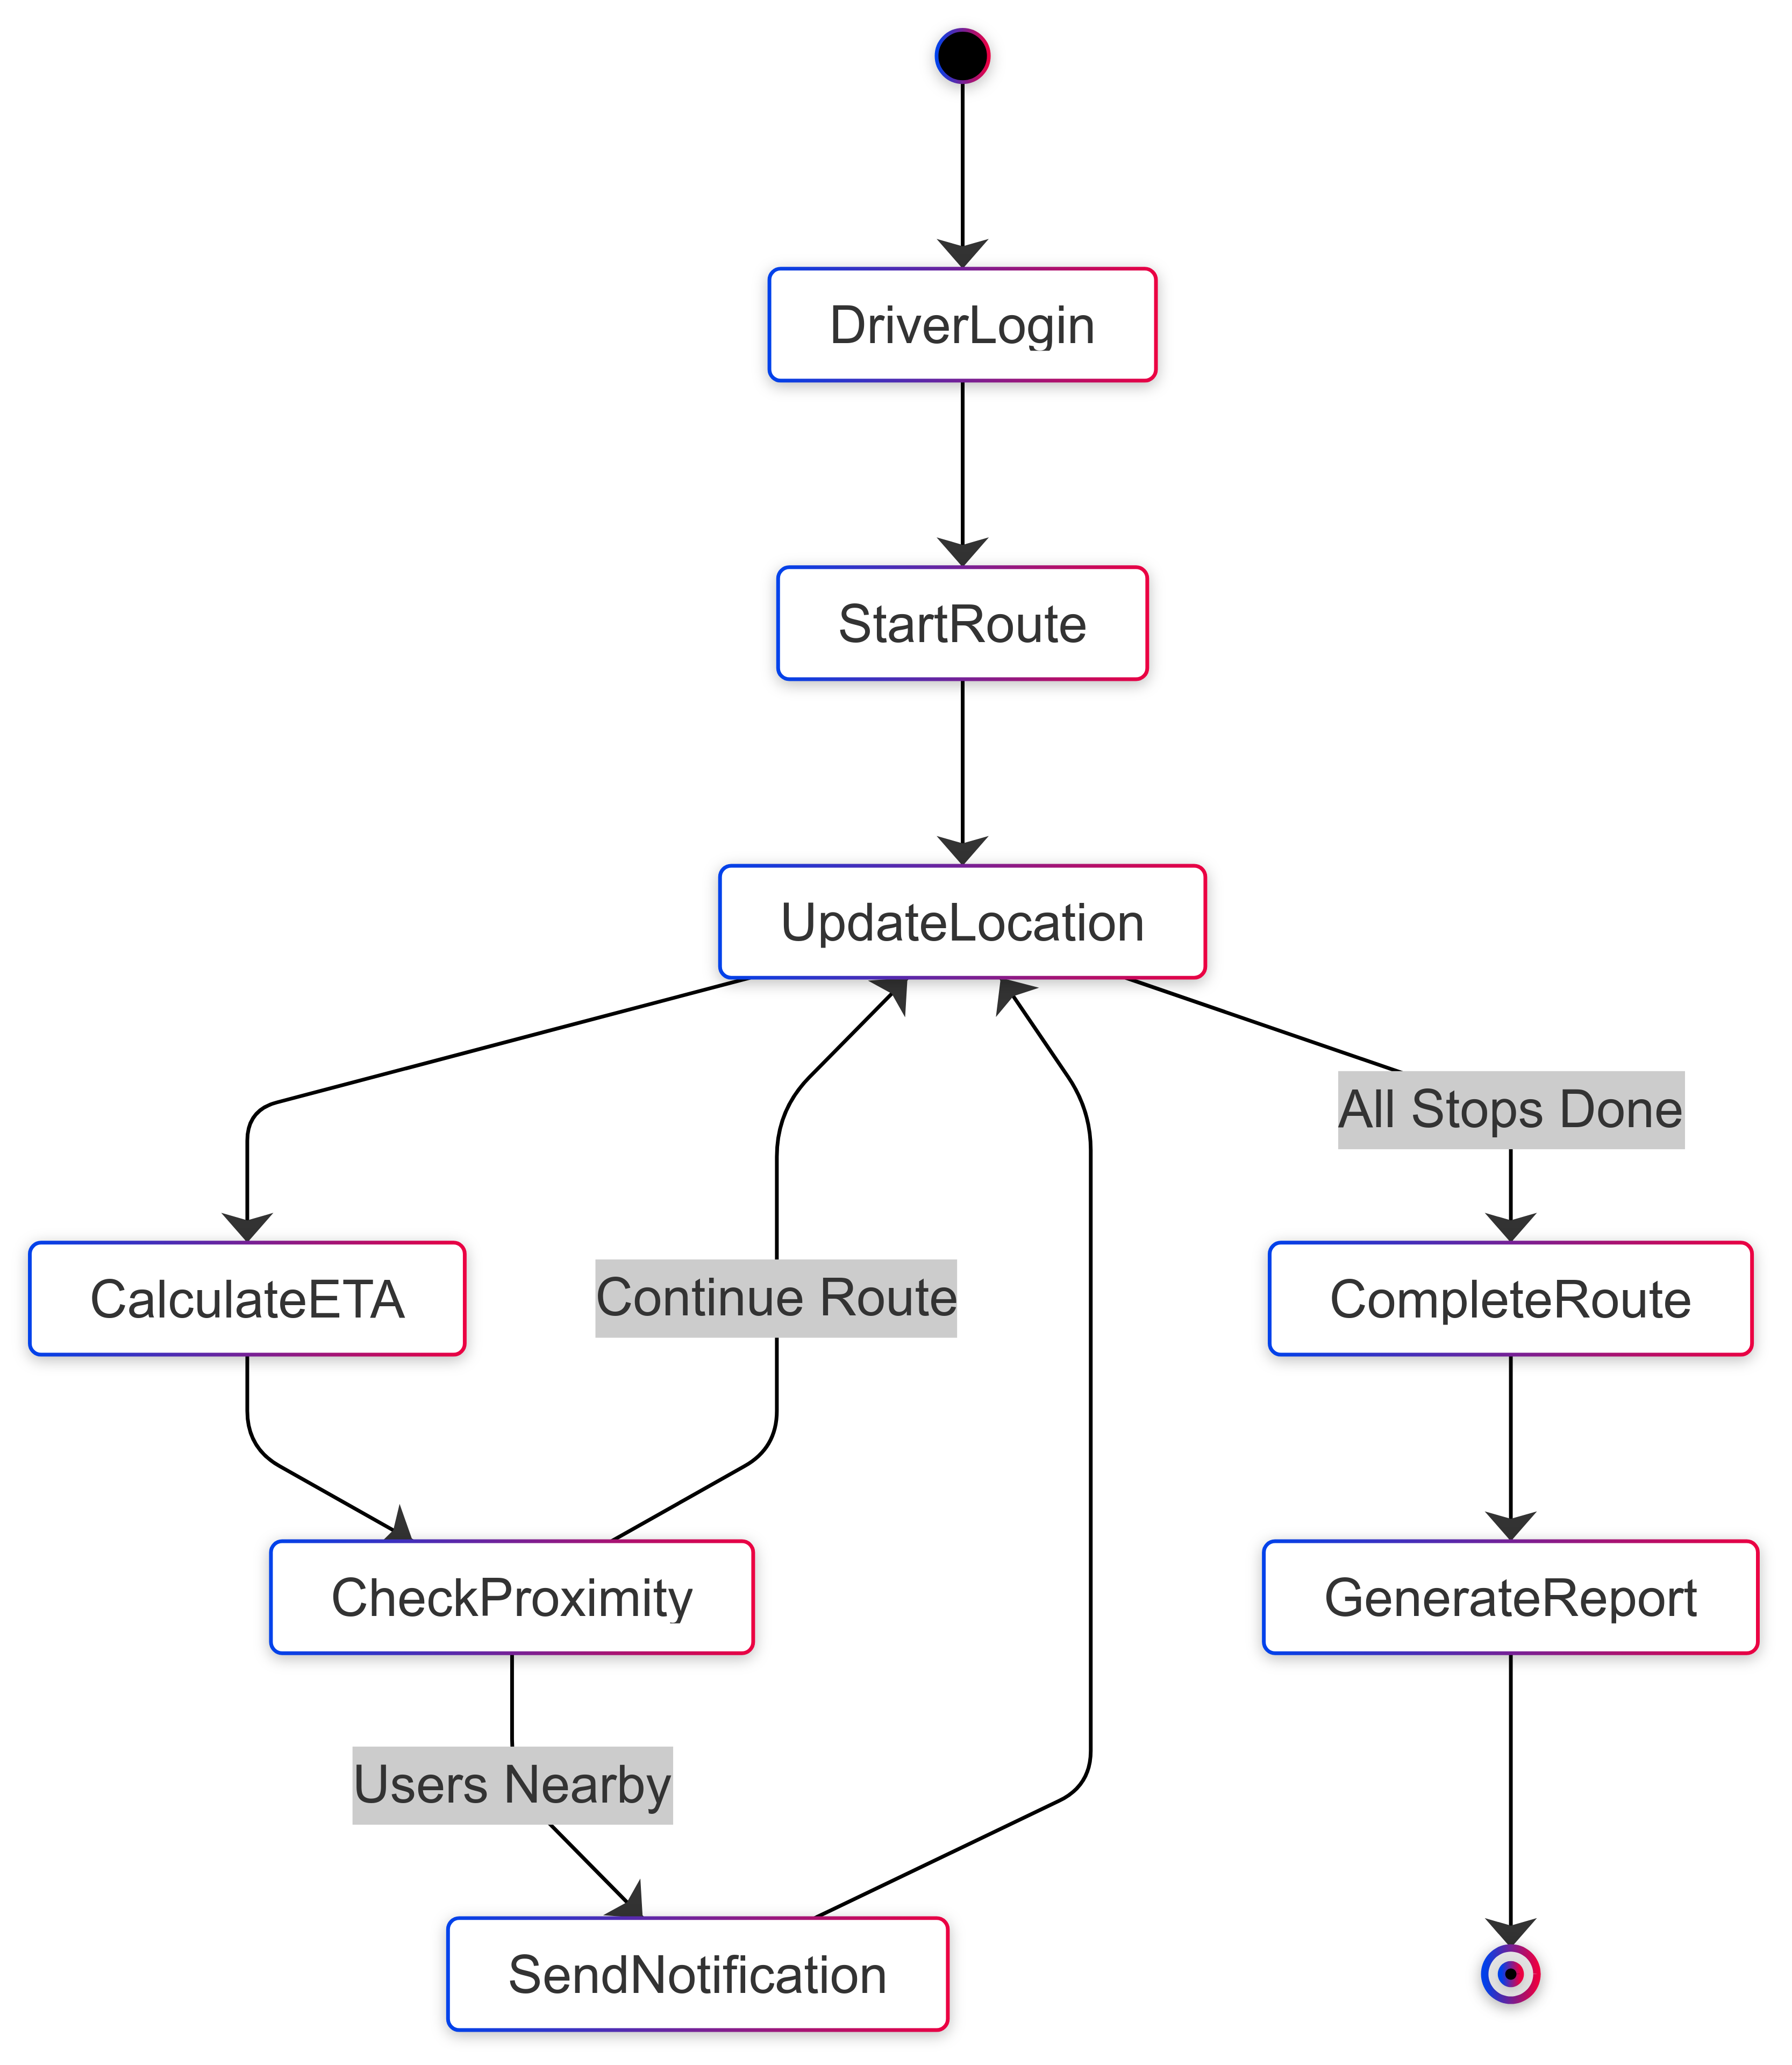 DriverLogin
StartRoute
UpdateLocation
All Stops Done
CalculateETA
Continue Route
CompleteRoute
CheckProximity
GenerateReport
Users Nearby
SendNotification